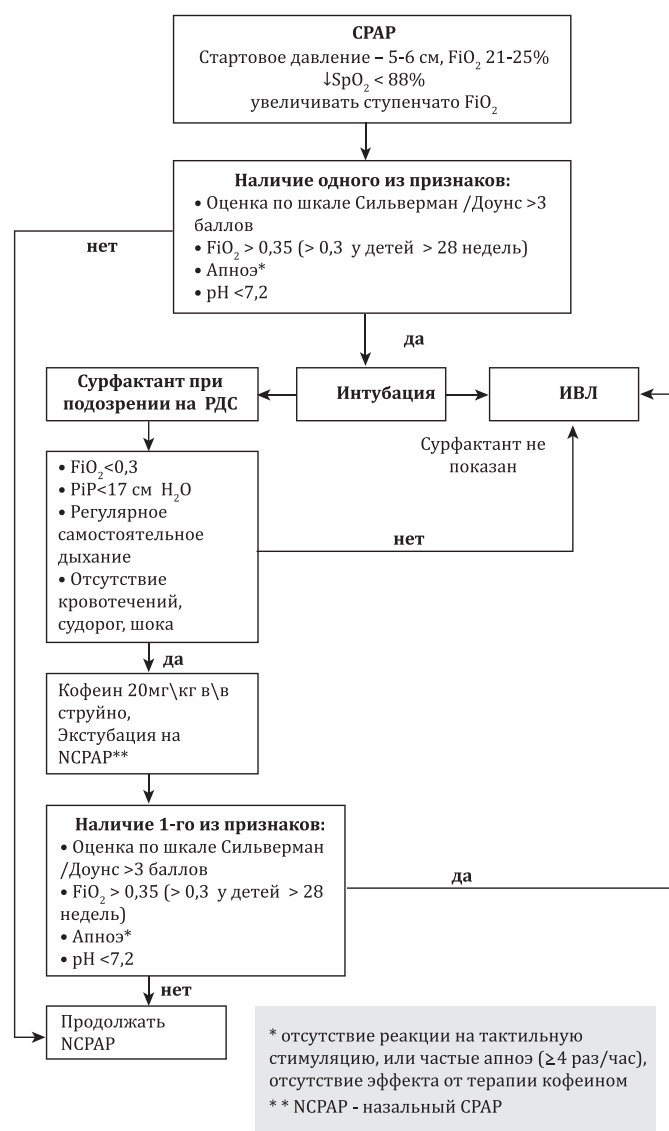 CPAP
Стартовое давление – 5-6 см, FiO₂ 21-25%
↓SpO₂ < 88%
увеличивать ступенчато FiO₂
Наличие одного из признаков:
• Оценка по шкале Сильверман /Доунс >3
баллов
• FiO₂ > 0,35 (> 0,3 у детей > 28 недель)
• Апноэ*
• pH <7,2
нет
да
Сурфактант при
подозрении на РДС
Интубация
ИВЛ
Сурфактант не
показан
• FiO₂<0,3
• PiP<17 см H₂O
• Регулярное
самостоятельное
дыхание
• Отсутствие
кровотечений,
судорог, шока
нет
да
Кофеин 20мг\кг в\в
струйно,
Экстубация на
NCPAP**
Наличие 1-го из признаков:
• Оценка по шкале Сильверман
/Доунс >3 баллов
• FiO₂ > 0,35 (> 0,3 у детей > 28
недель)
• Апноэ*
• pH <7,2
да
нет
Продолжать
NCPAP
* отсутствие реакции на тактильную
стимуляцию, или частые апноэ (≥4 раз/час),
отсутствие эффекта от терапии кофеином
* * NCPAP - назальный CPAP